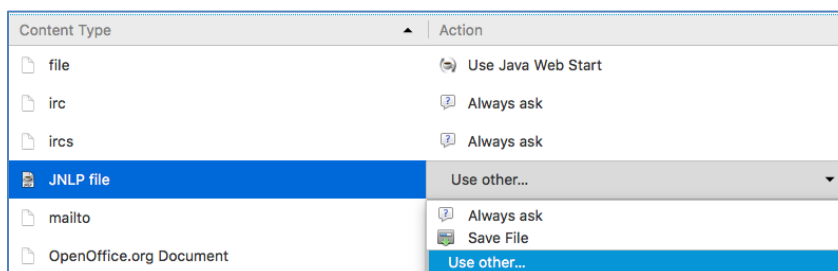 Content Type Action
file Use Java Web Start
irc Always ask
ircs Always ask
JNLP file Use other...
mailto Always ask
Save File
OpenOffice.org Document Use other...